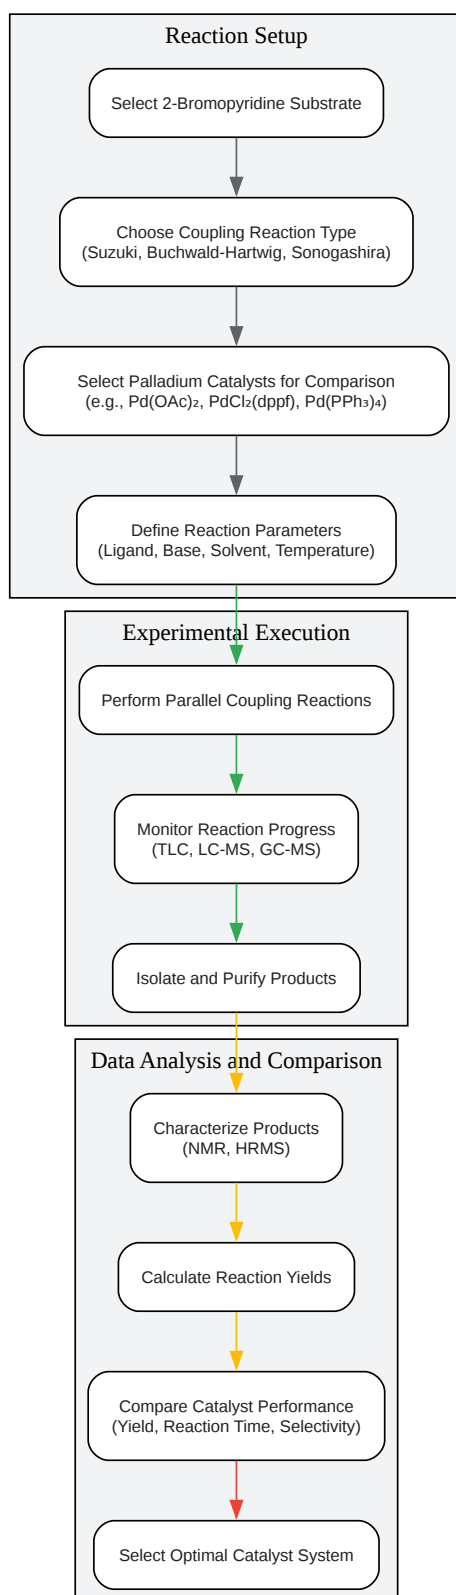 Reaction Setup
Select 2-Bromopyridine Substrate
Choose Coupling Reaction Type
(Suzuki, Buchwald-Hartwig, Sonogashira)
Select Palladium Catalysts for Comparison
(e.g., Pd(OAc)₂, PdCl₂(dppf), Pd(PPh₃)₄)
Define Reaction Parameters
(Ligand, Base, Solvent, Temperature)
Experimental Execution
Perform Parallel Coupling Reactions
Monitor Reaction Progress
(TLC, LC-MS, GC-MS)
Isolate and Purify Products
Data Analysis and Comparison
Characterize Products
(NMR, HRMS)
Calculate Reaction Yields
Compare Catalyst Performance
(Yield, Reaction Time, Selectivity)
Select Optimal Catalyst System